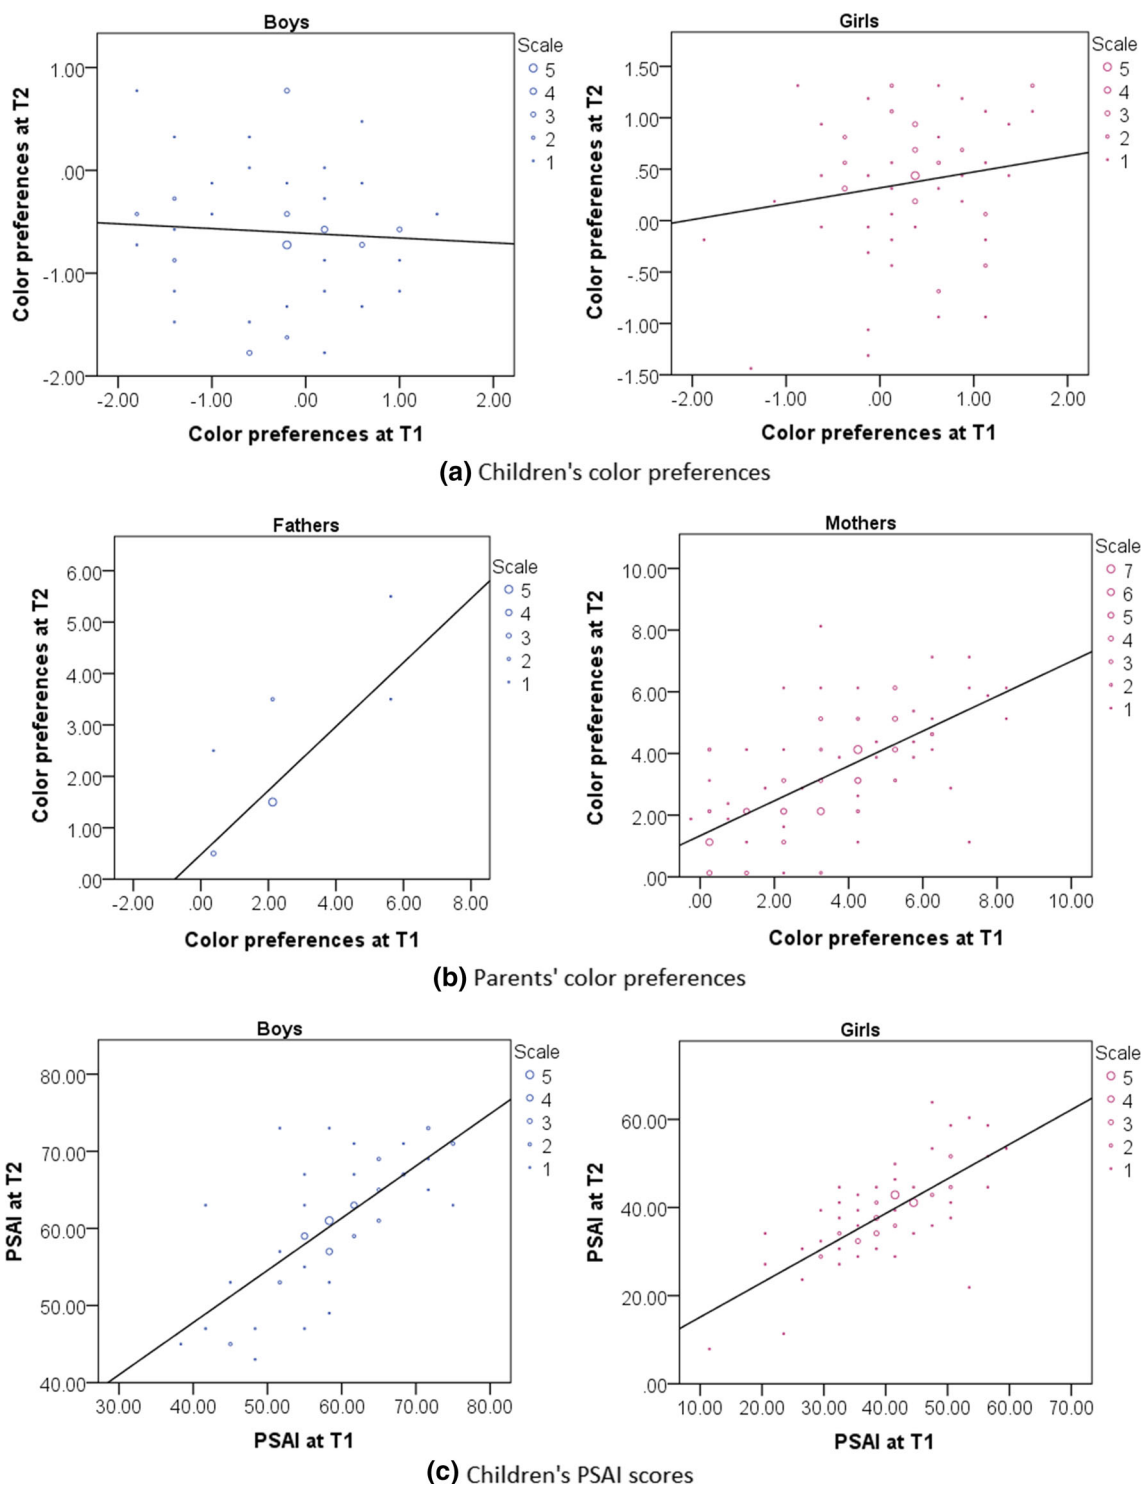 Boys
Color preferences at T2
1.00
.00
-1.00
-2.00
-2.00 -1.00 .00 1.00 2.00
Color preferences at T1
Scale
5
4
3
2
1
Girls
Color preferences at T2
1.50
1.00
.50
.00
-.50
-1.00
-1.50
-2.00 -1.00 .00 1.00 2.00
Color preferences at T1
Scale
5
4
3
2
1
(a) Children's color preferences
Fathers
Color preferences at T2
6.00
5.00
4.00
3.00
2.00
1.00
.00
-2.00 .00 2.00 4.00 6.00 8.00
Color preferences at T1
Scale
5
4
3
2
1
Mothers
Color preferences at T2
10.00
8.00
6.00
4.00
2.00
.00
.00 2.00 4.00 6.00 8.00 10.00
Color preferences at T1
Scale
7
6
5
4
3
2
1
(b) Parents' color preferences
Boys
PSAI at T2
80.00
70.00
60.00
50.00
40.00
30.00 40.00 50.00 60.00 70.00 80.00
PSAI at T1
Scale
5
4
3
2
1
Girls
PSAI at T2
60.00
40.00
20.00
.00
10.00 20.00 30.00 40.00 50.00 60.00 70.00
PSAI at T1
Scale
5
4
3
2
1
(c) Children's PSAI scores